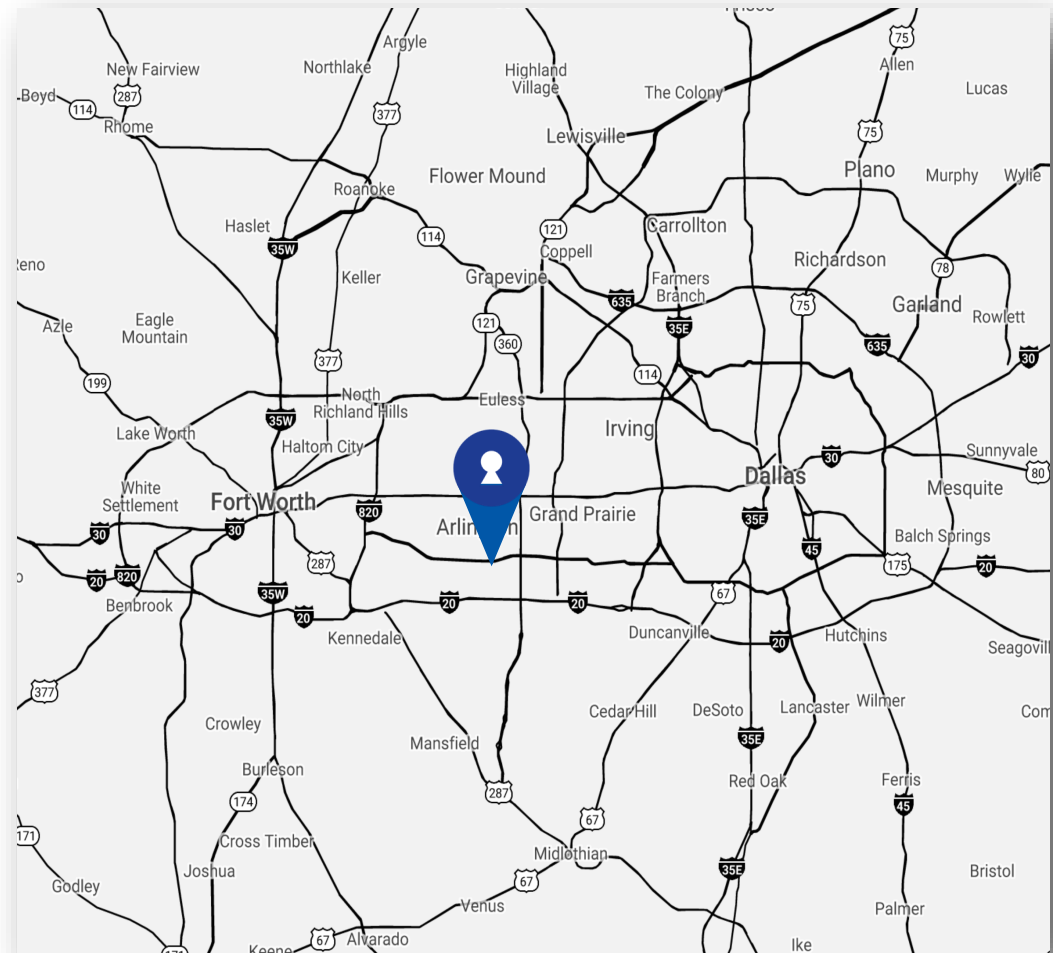 Argyle
75
New Fairview
Northlake
Allen
Highland
Village
287
Lucas
The Colony
Boyd
114
377
Rhome
75
Lewisville
Plano
Flower Mound
Murphy
Wylie
Roanoke
Haslet
121
Carrollton
114
35W
Coppell
Richardson
78
Keller
Grapevine
Farmers
Branch
635
75
Garland
Eagle
Mountain
Azle
121
35E
Rowlett
360
635
30
377
199
114
North
Richland Hills
Euless
35W
Irving
Lake Worth
Haltom City
30
Sunnyvale
80
Dallas
White
Settlement
Fort Worth
Mesquite
820
Grand Prairie
35E
30
30
Balch Springs
45
287
175
20
20
820
35W
67
Benbrook
20
20
20
Kennedale
Duncanville
20
Hutchins
377
Crowley
Cedar Hill
DeSoto
Lancaster
Wilmer
Mansfield
35E
Burleson
Red Oak
Ferris
287
174
45
67
171
Cross Timber
Midlothian
Joshua
35E
Bristol
Godley
67
Venus
Palmer
67
Alvarado
Ike